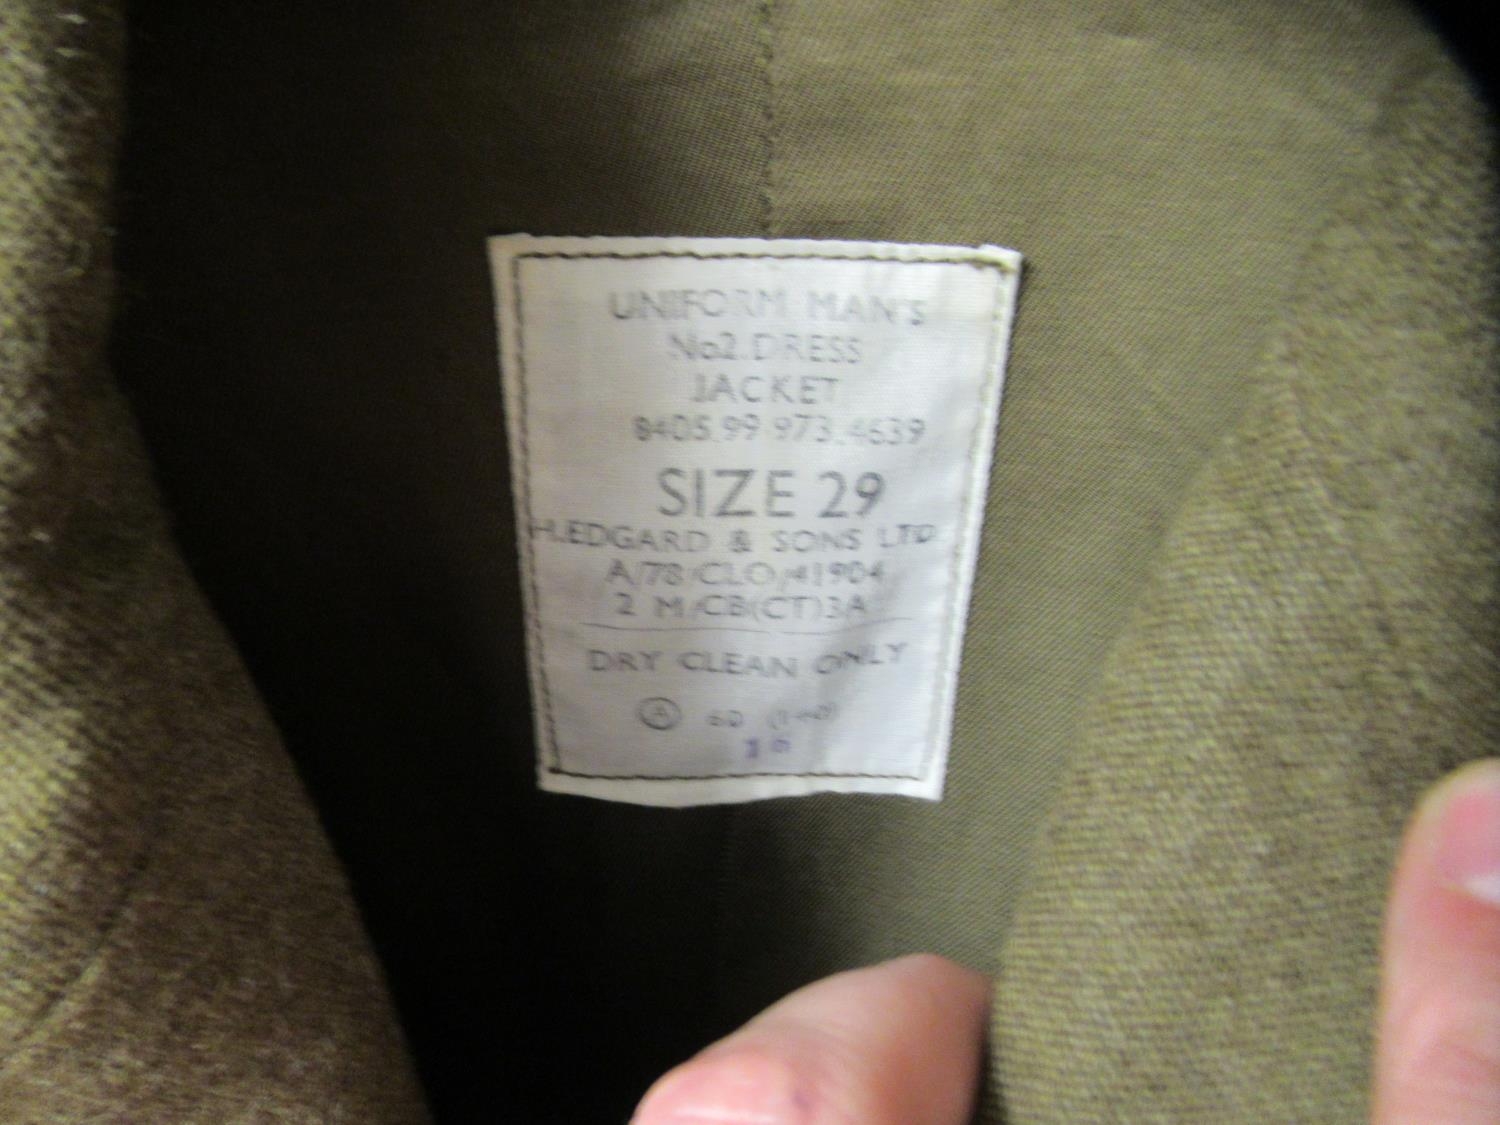 UNIFORM MAN'S
No2.DRESS
JACKET
8405.99 973.4639
SIZE 29
H.EDGARD & SONS LTD
A/78/CLO/41904
2 M/CB(CT)3A
DRY CLEAN ONLY
Ⓐ 60